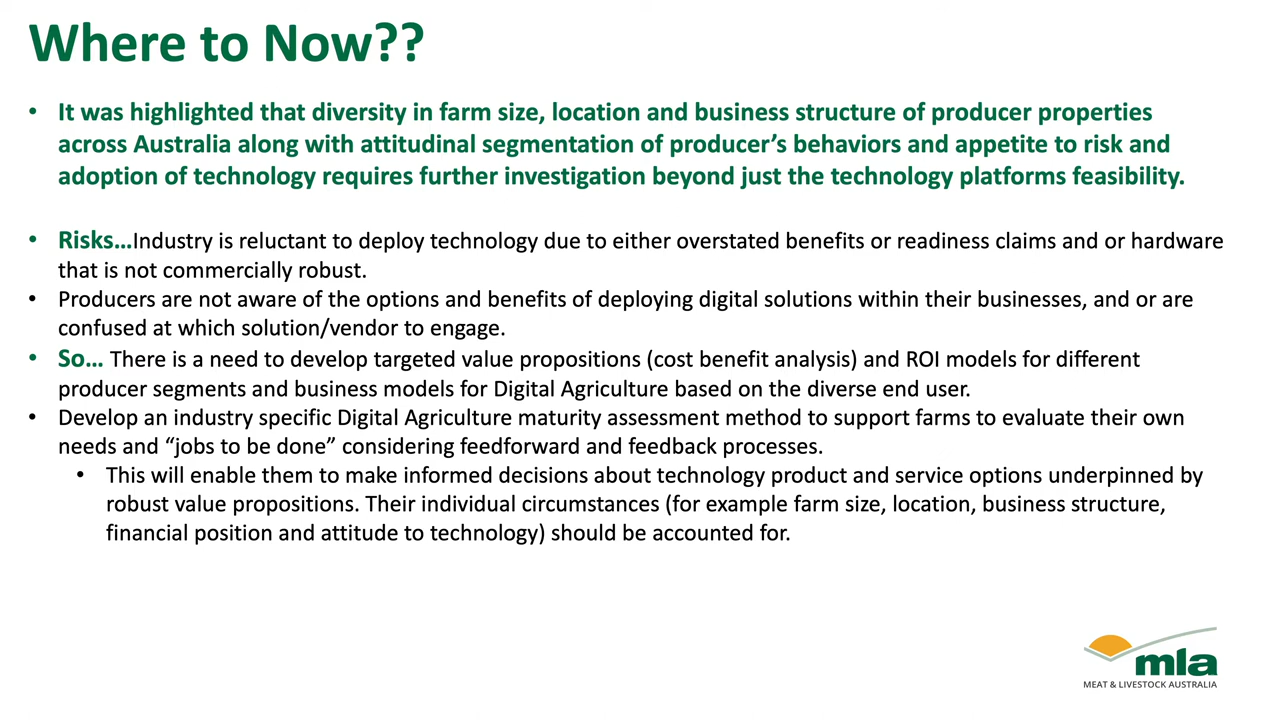 Where to Now??
• It was highlighted that diversity in farm size, location and business structure of producer properties
across Australia along with attitudinal segmentation of producer’s behaviors and appetite to risk and
adoption of technology requires further investigation beyond just the technology platforms feasibility.
• Risks...Industry is reluctant to deploy technology due to either overstated benefits or readiness claims and or hardware
that is not commercially robust.
• Producers are not aware of the options and benefits of deploying digital solutions within their businesses, and or are
confused at which solution/vendor to engage.
• So... There is a need to develop targeted value propositions (cost benefit analysis) and ROI models for different
producer segments and business models for Digital Agriculture based on the diverse end user.
• Develop an industry specific Digital Agriculture maturity assessment method to support farms to evaluate their own
needs and “jobs to be done” considering feedforward and feedback processes.
• This will enable them to make informed decisions about technology product and service options underpinned by
robust value propositions. Their individual circumstances (for example farm size, location, business structure,
financial position and attitude to technology) should be accounted for.
mla
MEAT & LIVESTOCK AUSTRALIA